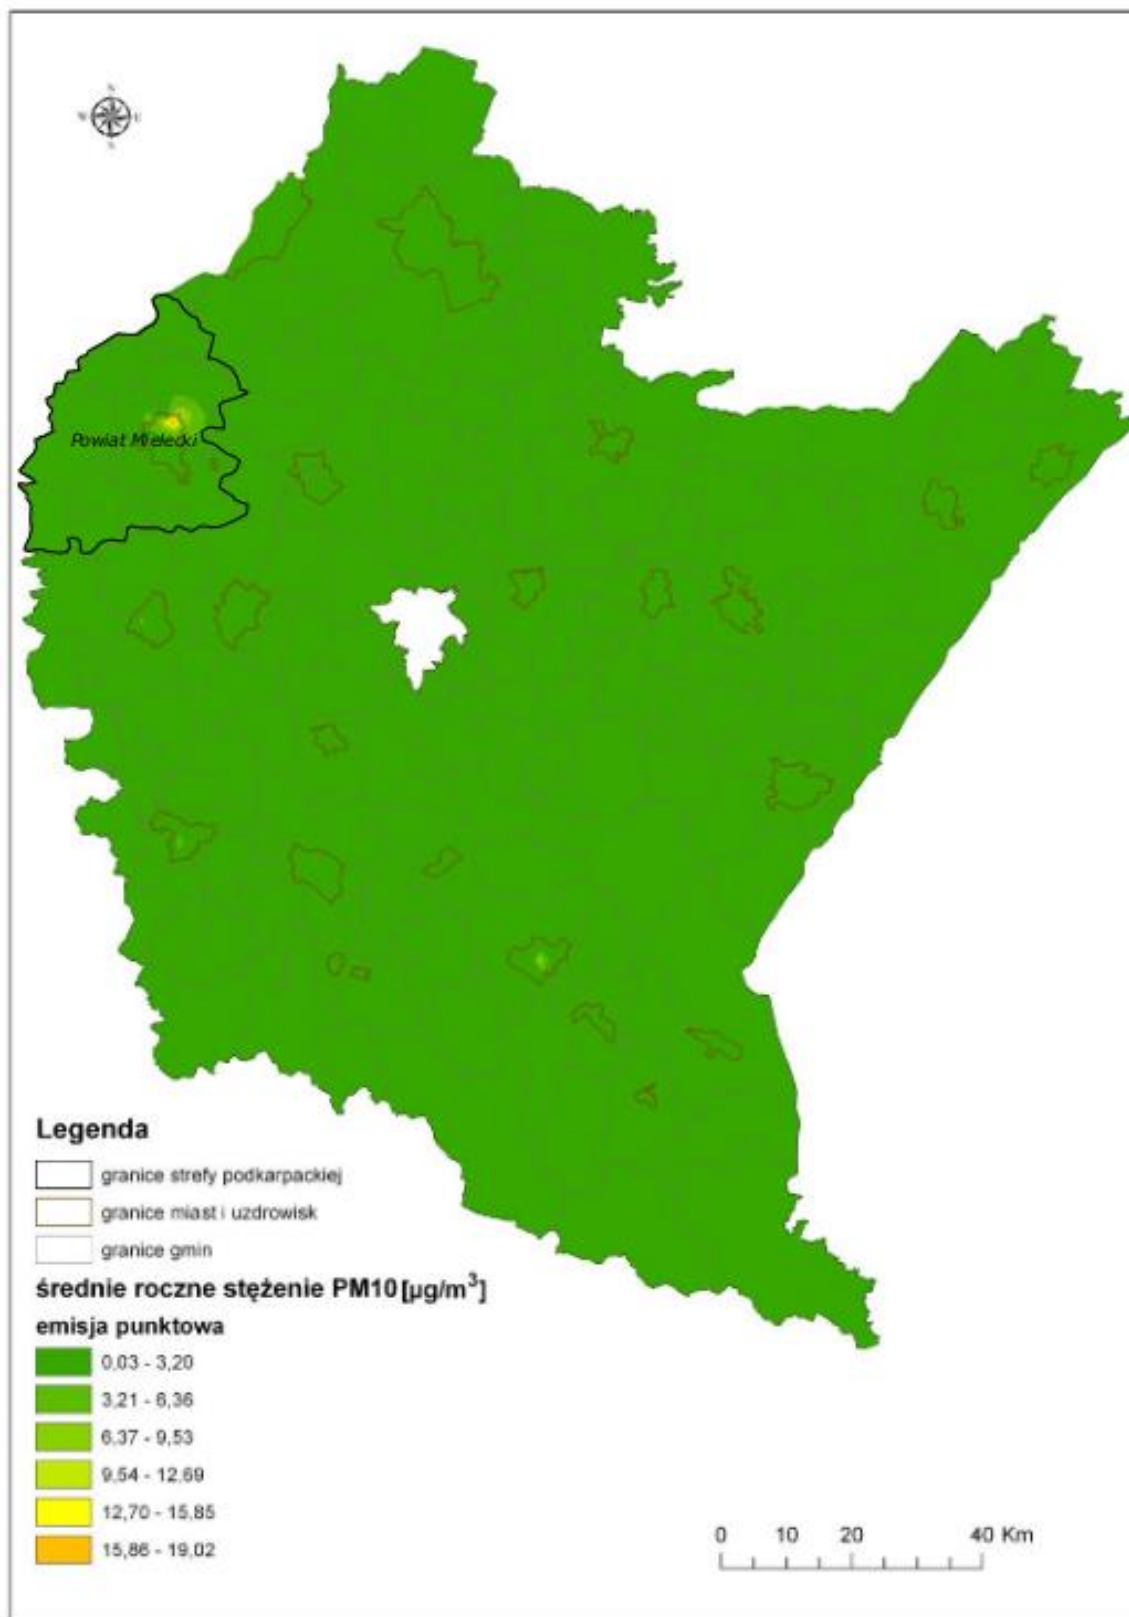 N
W E
S
Powiat Mielecki
Legenda
granice strefy podkarpackiej
granice miast i uzdrowisk
granice gmin
średnie roczne stężenie PM10 [µg/m³]
emisja punktowa
0,03 - 3,20
3,21 - 6,36
6,37 - 9,53
9,54 - 12,69
12,70 - 15,85
15,86 - 19,02
0 10 20 40 Km